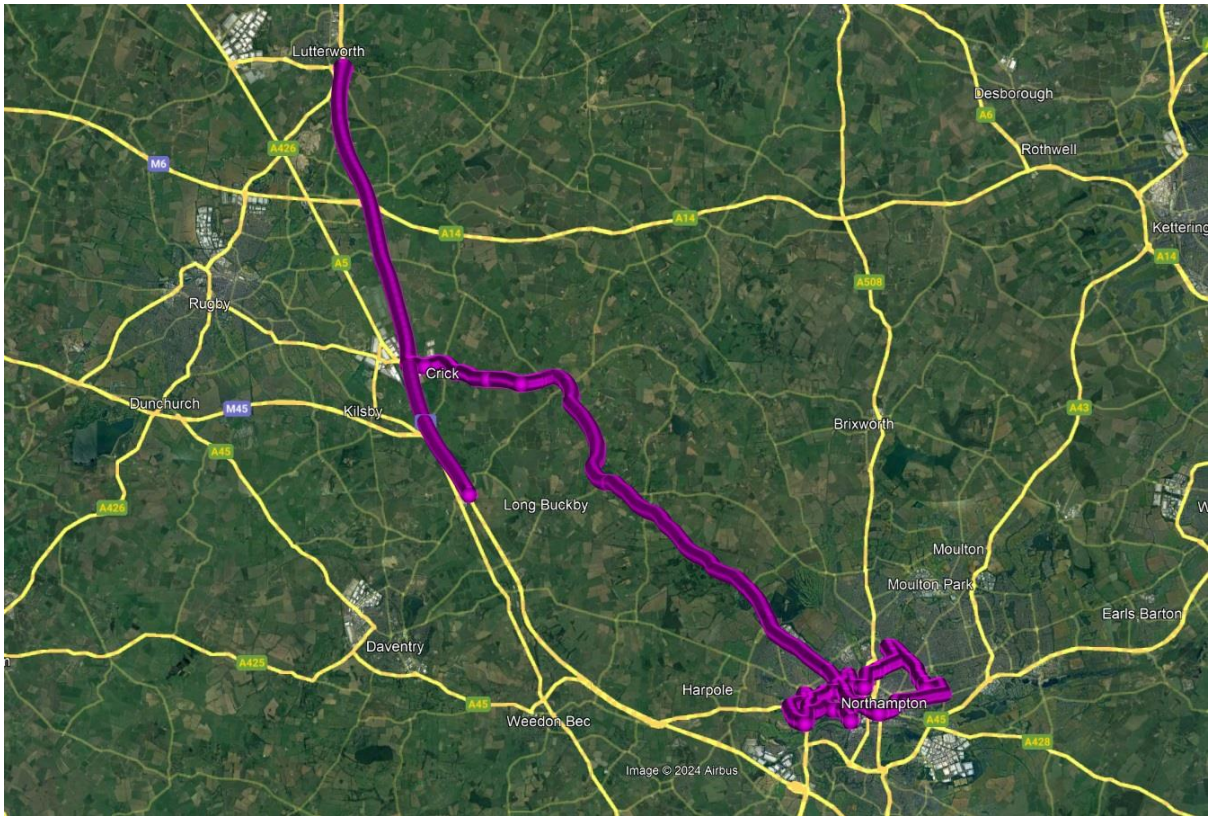 Lutterworth
Desborough
A6
A426
Rothwell
M6
A14
A14
Kettering
A14
A5
A508
Rugby
Crick
Dunchurch
M45
Kilsby
A43
Brixworth
A45
Long Buckby
A426
W
Moulton
Moulton Park
Earls Barton
Daventry
n
A425
Harpole
Northampton
A45
Weedon Bec
A45
A428
Image © 2024 Airbus